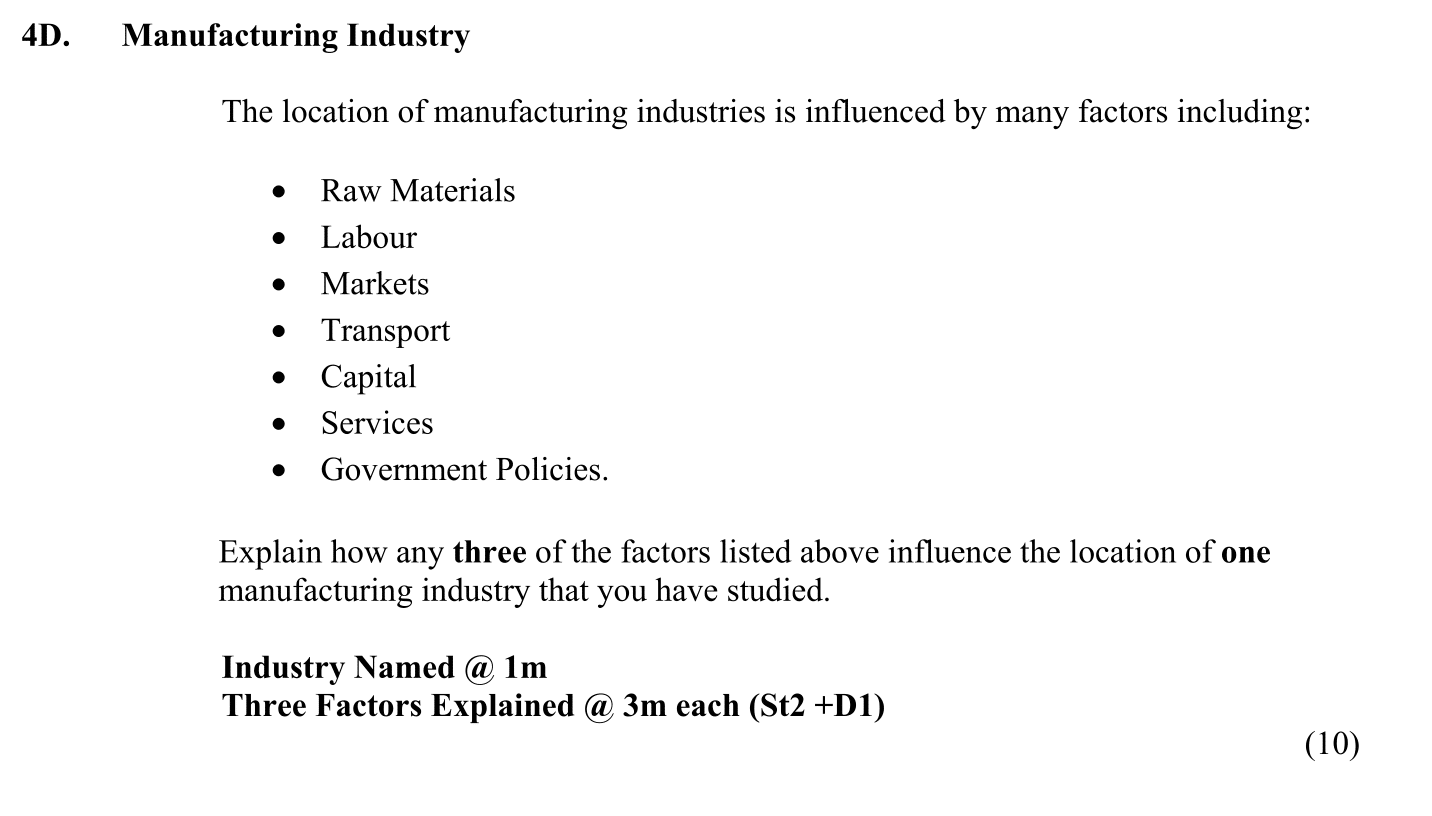 4D. Manufacturing Industry
The location of manufacturing industries is influenced by many factors including:
• Raw Materials
• Labour
• Markets
• Transport
• Capital
• Services
• Government Policies.
Explain how any three of the factors listed above influence the location of one
manufacturing industry that you have studied.
Industry Named @ 1m
Three Factors Explained @ 3m each (St2 +D1)
(10)